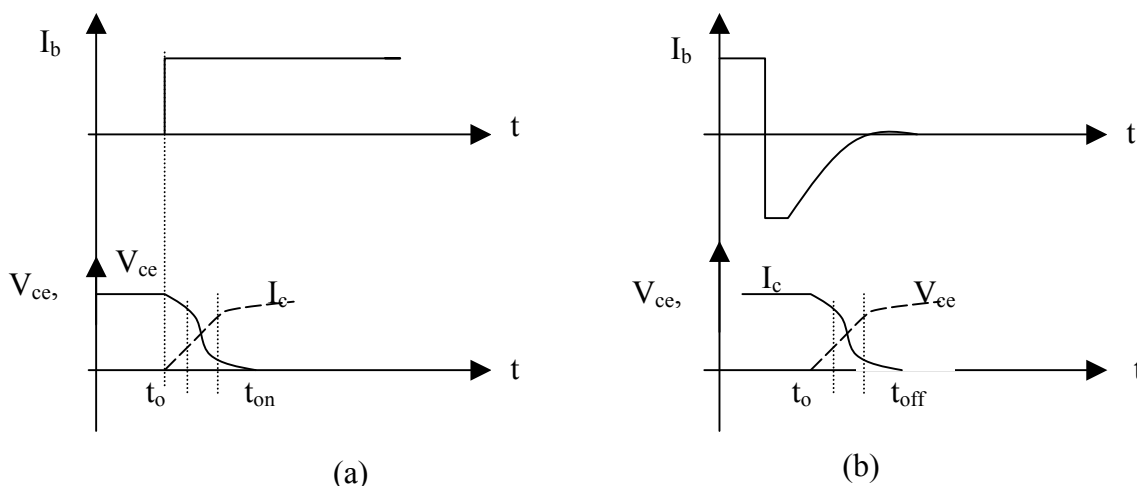 I_b
t
V_ce
V_ce,
I_c
t_o
t_on
t
(a)
I_b
t
I_c
V_ce
V_ce,
t_o
t_off
t
(b)